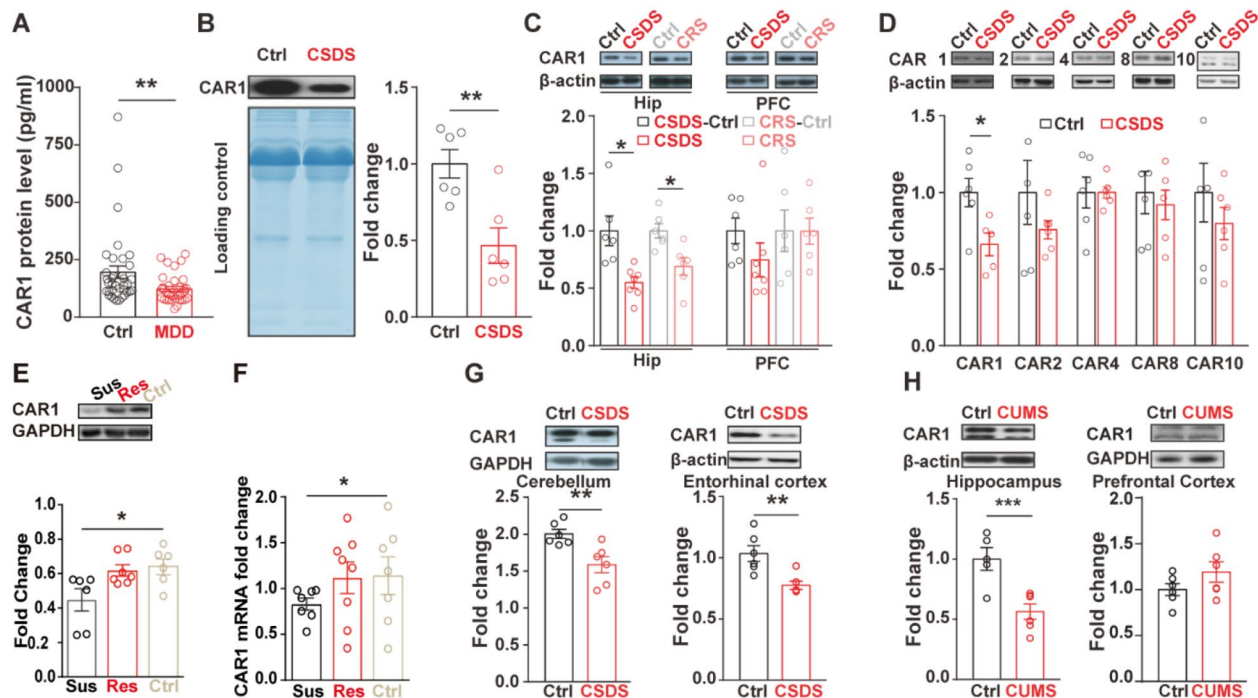 A
CAR1 protein level (pg/ml)
1000
750
500
250
0
**
Ctrl
MDD
B
Ctrl CSDS
CAR1
Loading control
Fold change
1.5
1.0
0.5
0.0
**
Ctrl
CSDS
C
Ctrl CSDS Ctrl CRS Ctrl CSDS Ctrl CRS
CAR1
β-actin
Hip PFC
CSDS-Ctrl CRS-Ctrl
CSDS CRS
Fold change
2.0
1.5
1.0
0.5
0.0
*
*
Hip PFC
D
Ctrl CSDS Ctrl CSDS Ctrl CSDS Ctrl CSDS Ctrl CSDS
CAR 1 2 4 8 10
β-actin
Ctrl CSDS
Fold change
1.5
1.0
0.5
0.0
*
CAR1 CAR2 CAR4 CAR8 CAR10
E
Sus Res Ctrl
CAR1
GAPDH
Fold Change
1.0
0.8
0.6
0.4
0.2
0.0
*
Sus Res Ctrl
F
CAR1 mRNA fold change
2.0
1.5
1.0
0.5
0.0
*
Sus Res Ctrl
G
Ctrl CSDS
CAR1
GAPDH
Cerebellum
Fold Change
2.5
2.0
1.5
1.0
0.5
0.0
**
Ctrl CSDS
Ctrl CSDS
CAR1
β-actin
Entorhinal cortex
Fold Change
1.5
1.0
0.5
0.0
**
Ctrl CSDS
H
Ctrl CUMS
CAR1
β-actin
Hippocampus
Fold Change
1.5
1.0
0.5
0.0
***
Ctrl CUMS
Ctrl CUMS
CAR1
GAPDH
Prefrontal Cortex
Fold Change
2.0
1.5
1.0
0.5
0.0
Ctrl CUMS